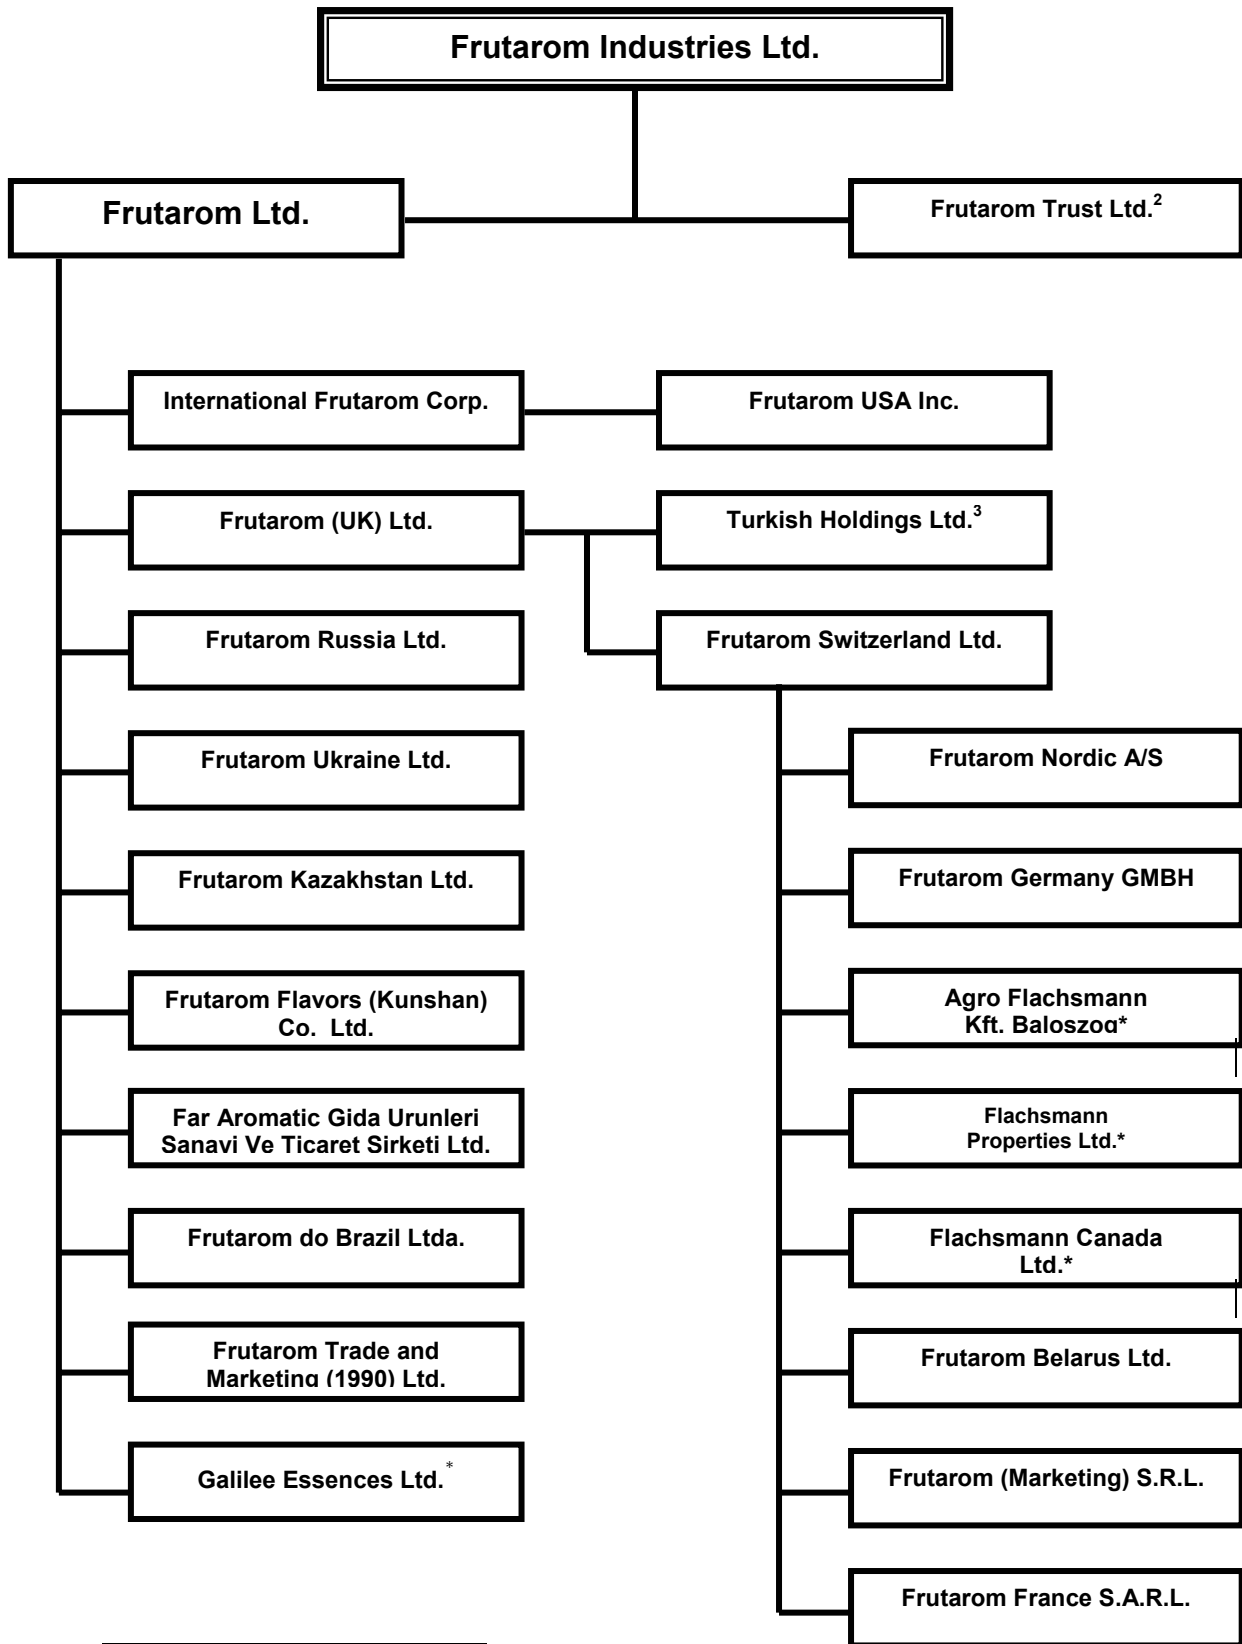 Frutarom Industries Ltd.
Frutarom Ltd.
Frutarom Trust Ltd.²
International Frutarom Corp.
Frutarom USA Inc.
Frutarom (UK) Ltd.
Turkish Holdings Ltd.³
Frutarom Russia Ltd.
Frutarom Switzerland Ltd.
Frutarom Ukraine Ltd.
Frutarom Nordic A/S
Frutarom Kazakhstan Ltd.
Frutarom Germany GMBH
Frutarom Flavors (Kunshan)
Co. Ltd.
Agro Flachsmann
Kft. Baloszog*
Far Aromatic Gida Urunleri
Sanayi Ve Ticaret Sirketi Ltd.
Flachsmann
Properties Ltd.*
Frutarom do Brazil Ltda.
Flachsmann Canada
Ltd.*
Frutarom Trade and
Marketing (1990) Ltd.
Frutarom Belarus Ltd.
Galilee Essences Ltd.*
Frutarom (Marketing) S.R.L.
Frutarom France S.A.R.L.